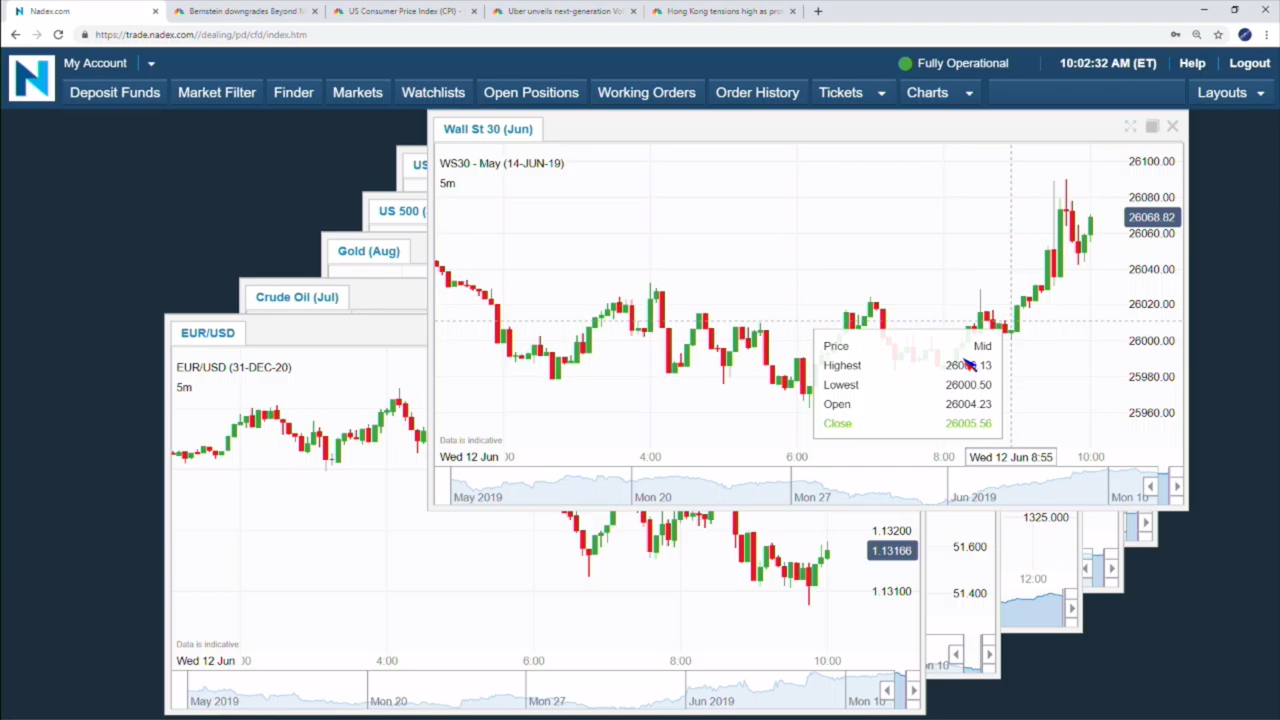 Nadex.com
Bernstein downgrades Beyond
US Consumer Price Index (CPI) -
Uber unveils next-generation Vol
Hong Kong tensions high as pro
https://trade.nadex.com//dealing/pd/cfd/index.htm
N
My Account
Fully Operational
10:02:32 AM (ET)
Help
Logout
Deposit Funds
Market Filter
Finder
Markets
Watchlists
Open Positions
Working Orders
Order History
Tickets
Charts
Layouts
Wall St 30 (Jun)
WS30 - May (14-JUN-19)
5m
26100.00
26080.00
26068.82
26060.00
26040.00
26020.00
26000.00
25980.00
25960.00
Price Mid
Highest
Lowest 26000.50
Open 26004.23
Close 26005.56
Data is indicative
Wed 12 Jun
4:00
6:00
8:00
Wed 12 Jun 8:55
10:00
May 2019
Mon 20
Mon 27
Jun 2019
Mon 10
US
US 500 (
Gold (Aug)
Crude Oil (Jul)
EUR/USD
EUR/USD (31-DEC-20)
5m
1.13200
1.13166
1.13100
Data is indicative
Wed 12 Jun
4:00
6:00
8:00
10:00
May 2019
Mon 20
Mon 27
Jun 2019
Mon 10
51.600
51.400
1325.000
12:00